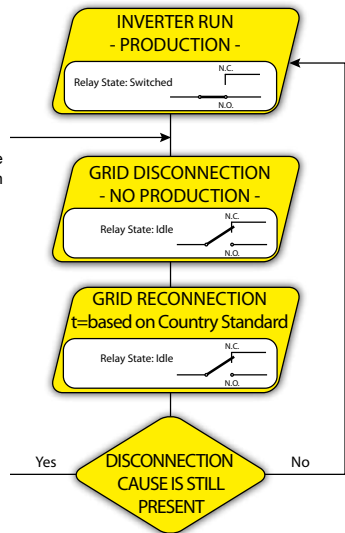 INVERTER RUN
- PRODUCTION -
N.C.
Relay State: Switched
N.O.
e
n
GRID DISCONNECTION
- NO PRODUCTION -
N.C.
Relay State: Idle
N.O.
GRID RECONNECTION
t=based on Country Standard
N.C.
Relay State: Idle
N.O.
Yes
DISCONNECTION
CAUSE IS STILL
PRESENT
No